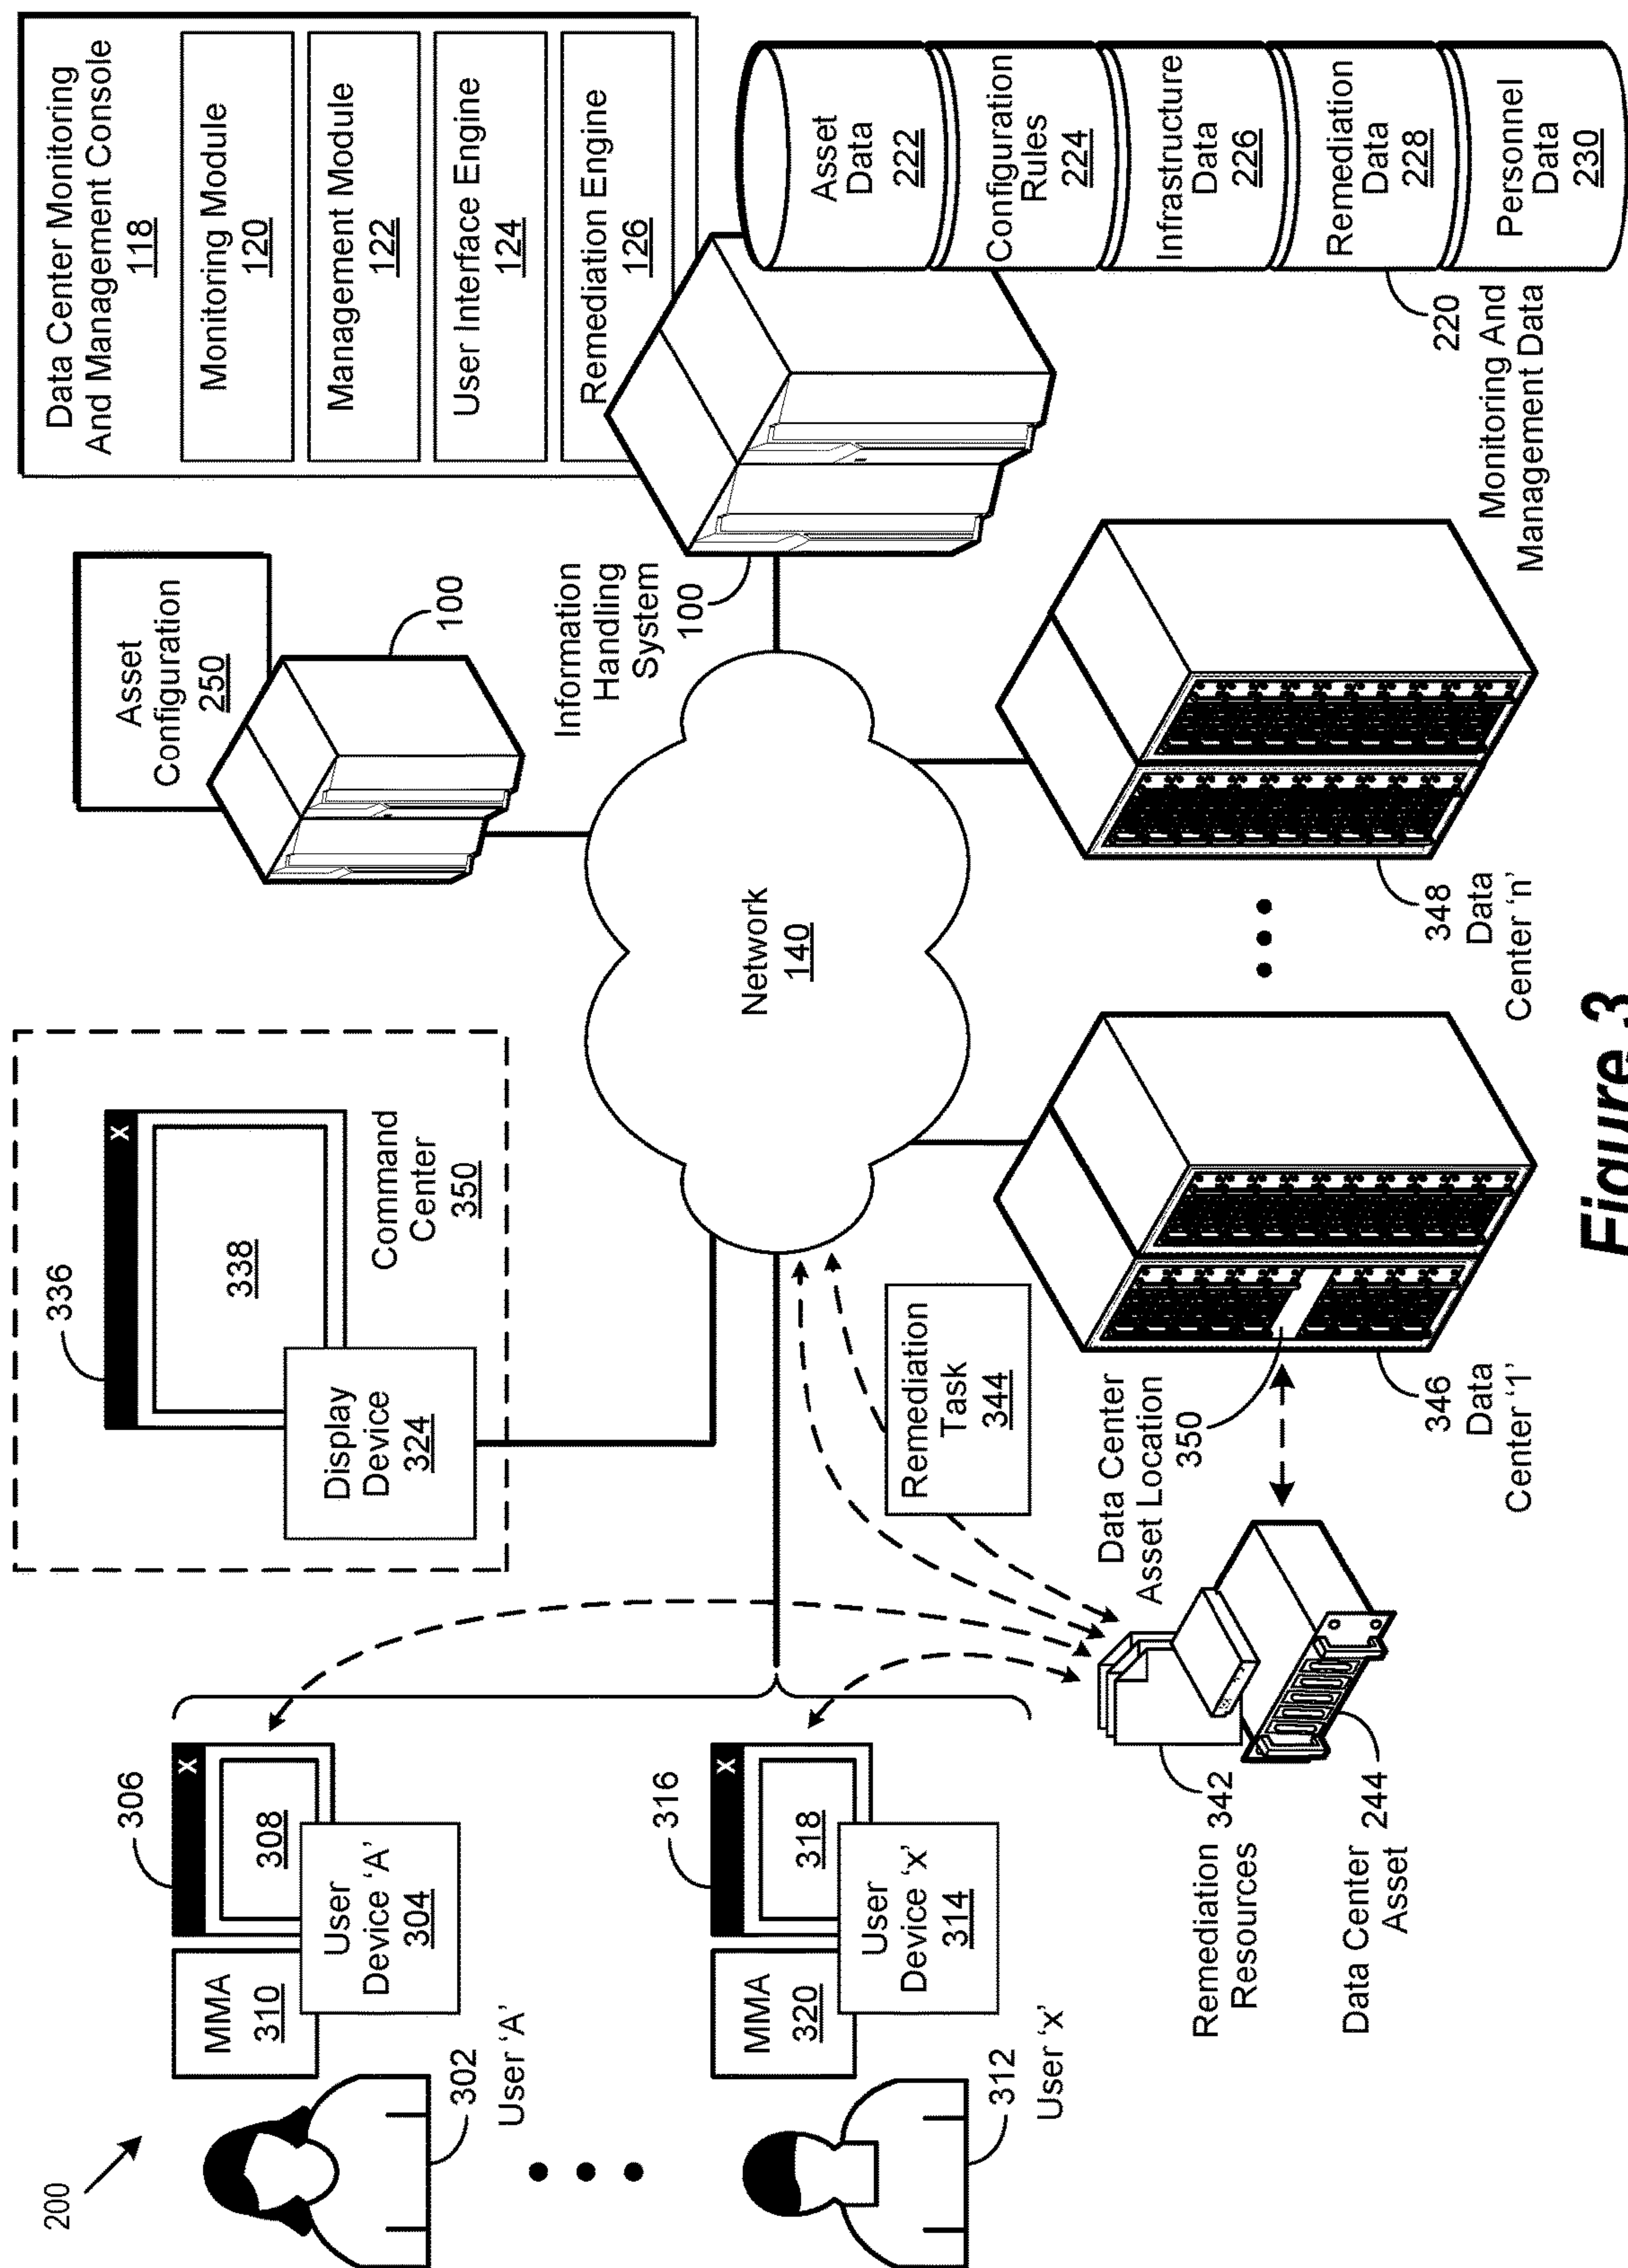 200
302
User 'A'
MMA
310
306
X
308
User
Device 'A'
304
312
User 'x'
MMA
320
316
X
318
User
Device 'x'
314
336
X
338
Display
Device
324
Command
Center
350
Asset
Configuration
250
100
Data Center Monitoring
And Management Console
118
Monitoring Module
120
Management Module
122
User Interface Engine
124
Remediation Engine
126
Information
Handling
System
100
Network
140
Asset
Data
222
Configuration
Rules
224
Infrastructure
Data
226
Remediation
Data
228
Personnel
Data
230
220
Monitoring And
Management Data
Remediation
Task
344
Data Center
Asset Location
350
Remediation
Resources
342
Data Center
Asset
244
346
Data
Center '1'
348
Data
Center 'n'
Figure 3